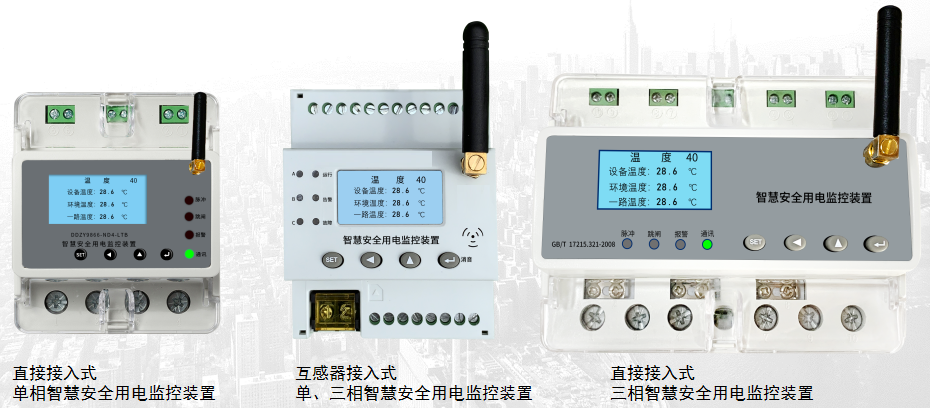 温 度 40
设备温度: 28.6 ℃
环境温度: 28.6 ℃
一路温度: 28.6 ℃
脉冲
跳闸
报警
通讯
智慧安全用电监控装置
SET
A
运行
B
告警
C
故障
温 度 40
设备温度: 28.6 ℃
环境温度: 28.6 ℃
一路温度: 28.6 ℃
智慧安全用电监控装置
SET
消音
1 2
温 度 40
设备温度: 28.6 ℃
环境温度: 28.6 ℃
一路温度: 28.6 ℃
智慧安全用电监控装置
脉冲 跳闸 报警 通讯
GB/T 17215.321-2008
SET
直接接入式
单相智慧安全用电监控装置
互感器接入式
单、三相智慧安全用电监控装置
直接接入式
三相智慧安全用电监控装置